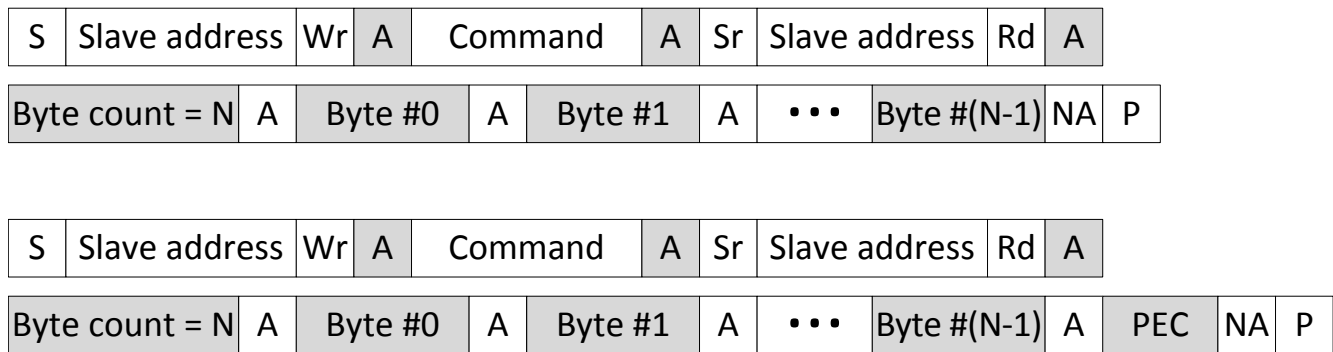 S Slave address Wr A Command A Sr Slave address Rd A
Byte count = N A Byte #0 A Byte #1 A ••• Byte #(N-1) NA P
S Slave address Wr A Command A Sr Slave address Rd A
Byte count = N A Byte #0 A Byte #1 A ••• Byte #(N-1) A PEC NA P